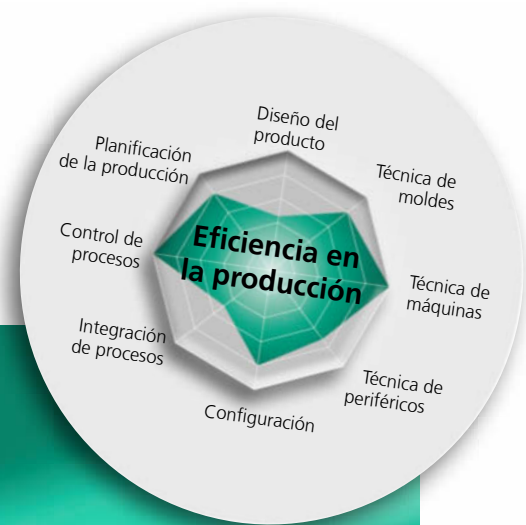 Diseño del
producto
Técnica de
moldes
Técnica de
máquinas
Técnica de
periféricos
Configuración
Integración
de procesos
Control de
procesos
Planificación
de la producción
Eficiencia en
la producción